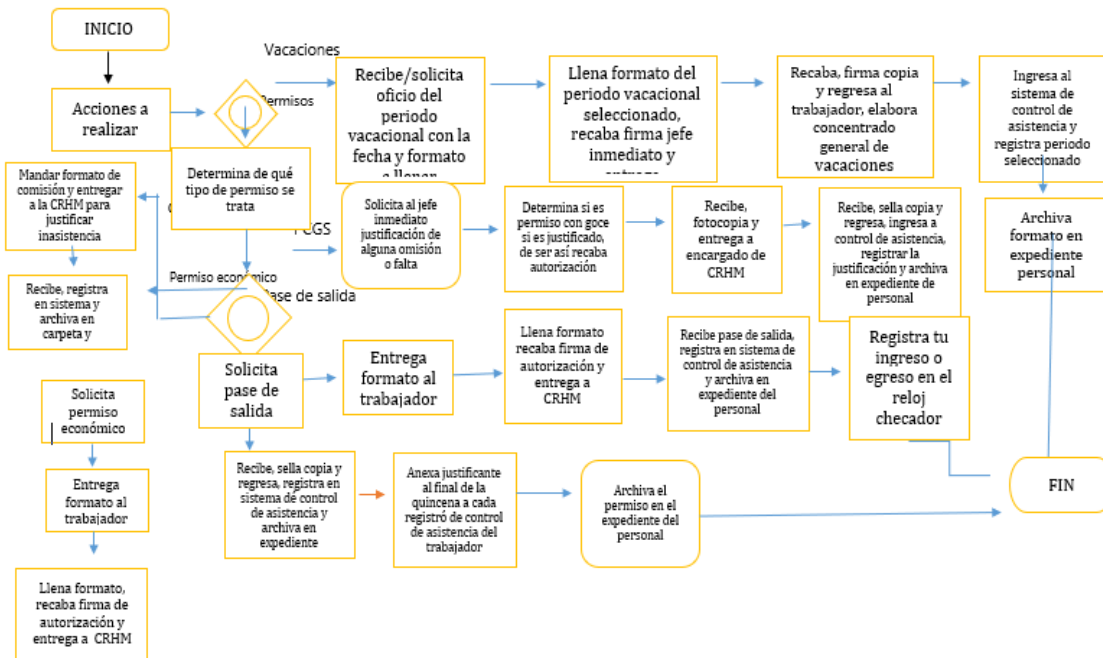 INICIO
Vacaciones
Acciones a
realizar
Permisos
Recibe/solicita
oficio del
periodo
vacacional con la
fecha y formato
Llena formato del
periodo vacacional
seleccionado,
recaba firma jefe
inmediato y
Recaba, firma copia
y regresa al
trabajador, elabora
concentrado
general de
vacaciones
Ingresa al
sistema de
control de
asistencia y
registra periodo
seleccionado
Mandar formato de
comisión y entregar
a la CRHM para
justificar
inasistencia
Determina de qué
tipo de permiso se
trata
Solicita al jefe
inmediato
justificación de
alguna omisión
o falta
Determina si es
permiso con goce
si es justificado,
de ser así recaba
autorización
Recibe,
fotocopia y
entrega a
encargado de
CRHM
Recibe, sella copia y
regresa, ingresa a
control de asistencia,
registrar la
justificación y archiva
en expediente de
personal
Archiva
formato en
expediente
personal
Recibe, registra
en sistema y
archiva en
carpeta y
Permiso económico
Pase de salida
Solicita
pase de
salida
Entrega
formato al
trabajador
Llena formato
recaba firma de
autorización y
entrega a
CRHM
Recibe pase de salida,
registra en sistema de
control de asistencia
y archiva en
expediente del
personal
Registra tu
ingreso o
egreso en el
reloj
checador
Solicita
permiso
económico
Entrega
formato al
trabajador
Llena formato,
recaba firma de
autorización y
entrega a CRHM
Recibe, sella copia y
regresa, registra en
sistema de control
de asistencia y
archiva en
expediente
Anexa justificante
al final de la
quincena a cada
registró de control
de asistencia del
trabajador
Archiva el
permiso en el
expediente del
personal
FIN